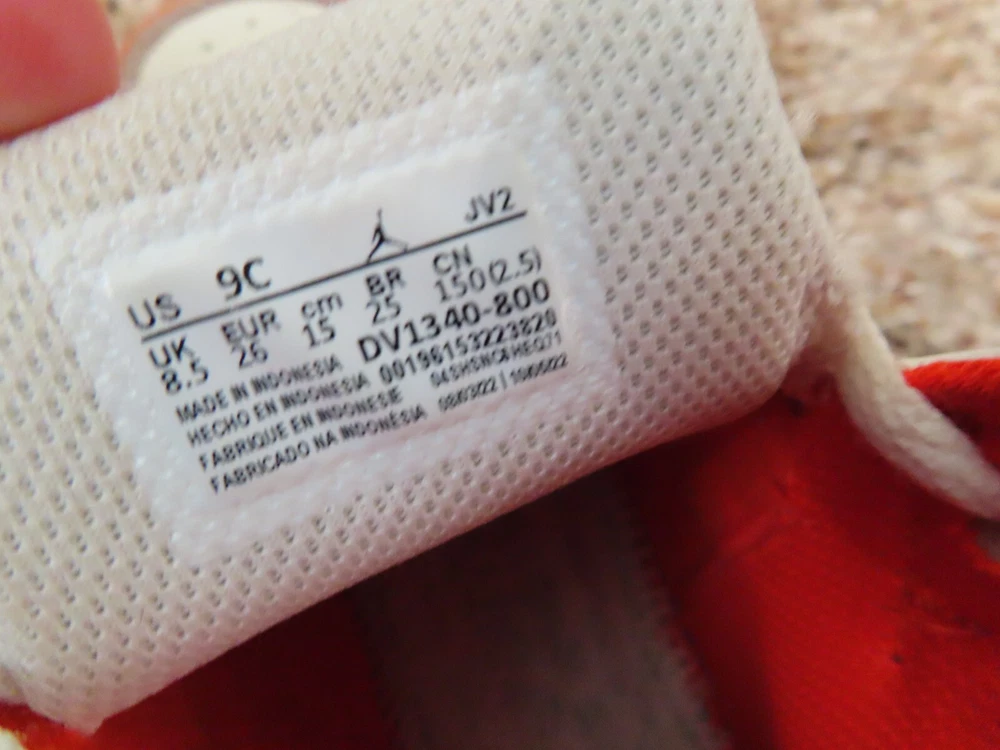 US 9C JV2
UK EUR cm BR CN
8.5 26 15 25 150(2.5)
MADE IN INDONESIA DV1340-800
HECHO EN INDONESIA 00196153223820
FABRIQUE EN INDONESIE
FABRICADO NA INDONÉSIA